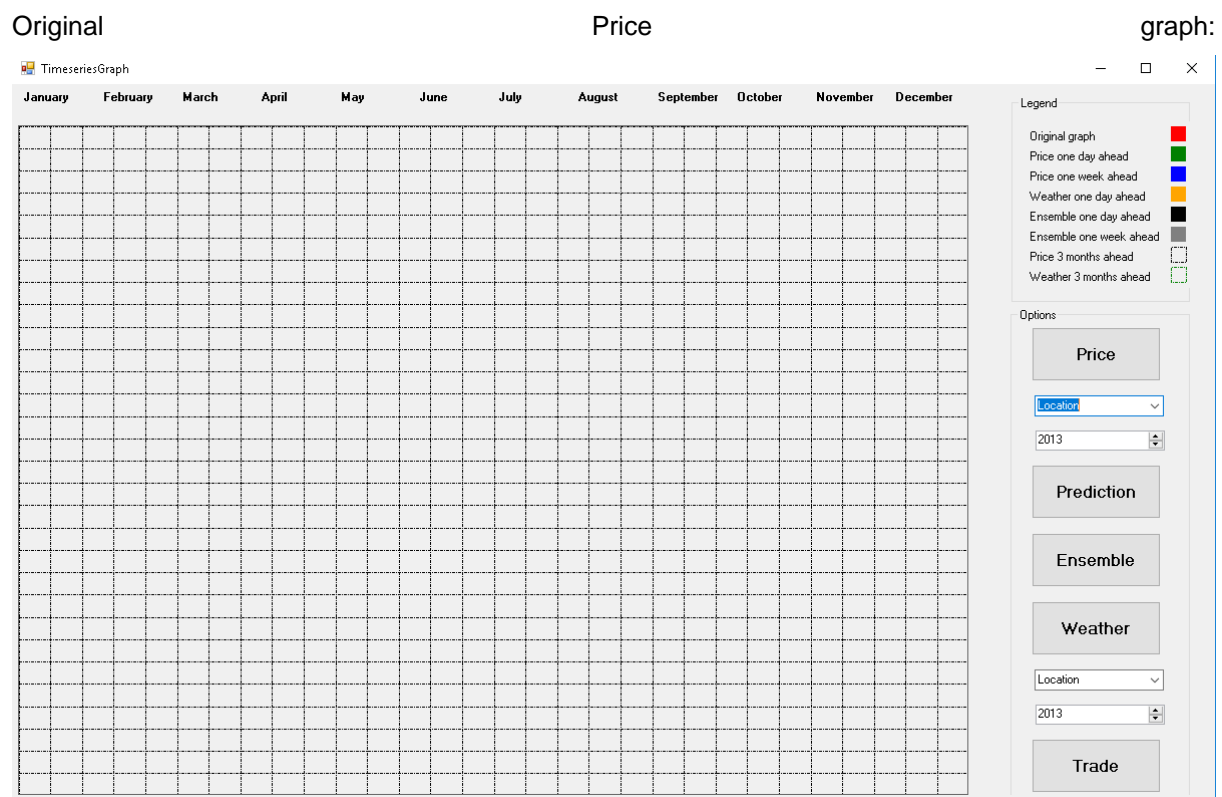 Original Price graph:
TimeseriesGraph
January February March April May June July August September October November December
Legend
Original graph
Price one day ahead
Price one week ahead
Weather one day ahead
Ensemble one day ahead
Ensemble one week ahead
Price 3 months ahead
Weather 3 months ahead
Options
Price
Location
2013
Prediction
Ensemble
Weather
Location
2013
Trade